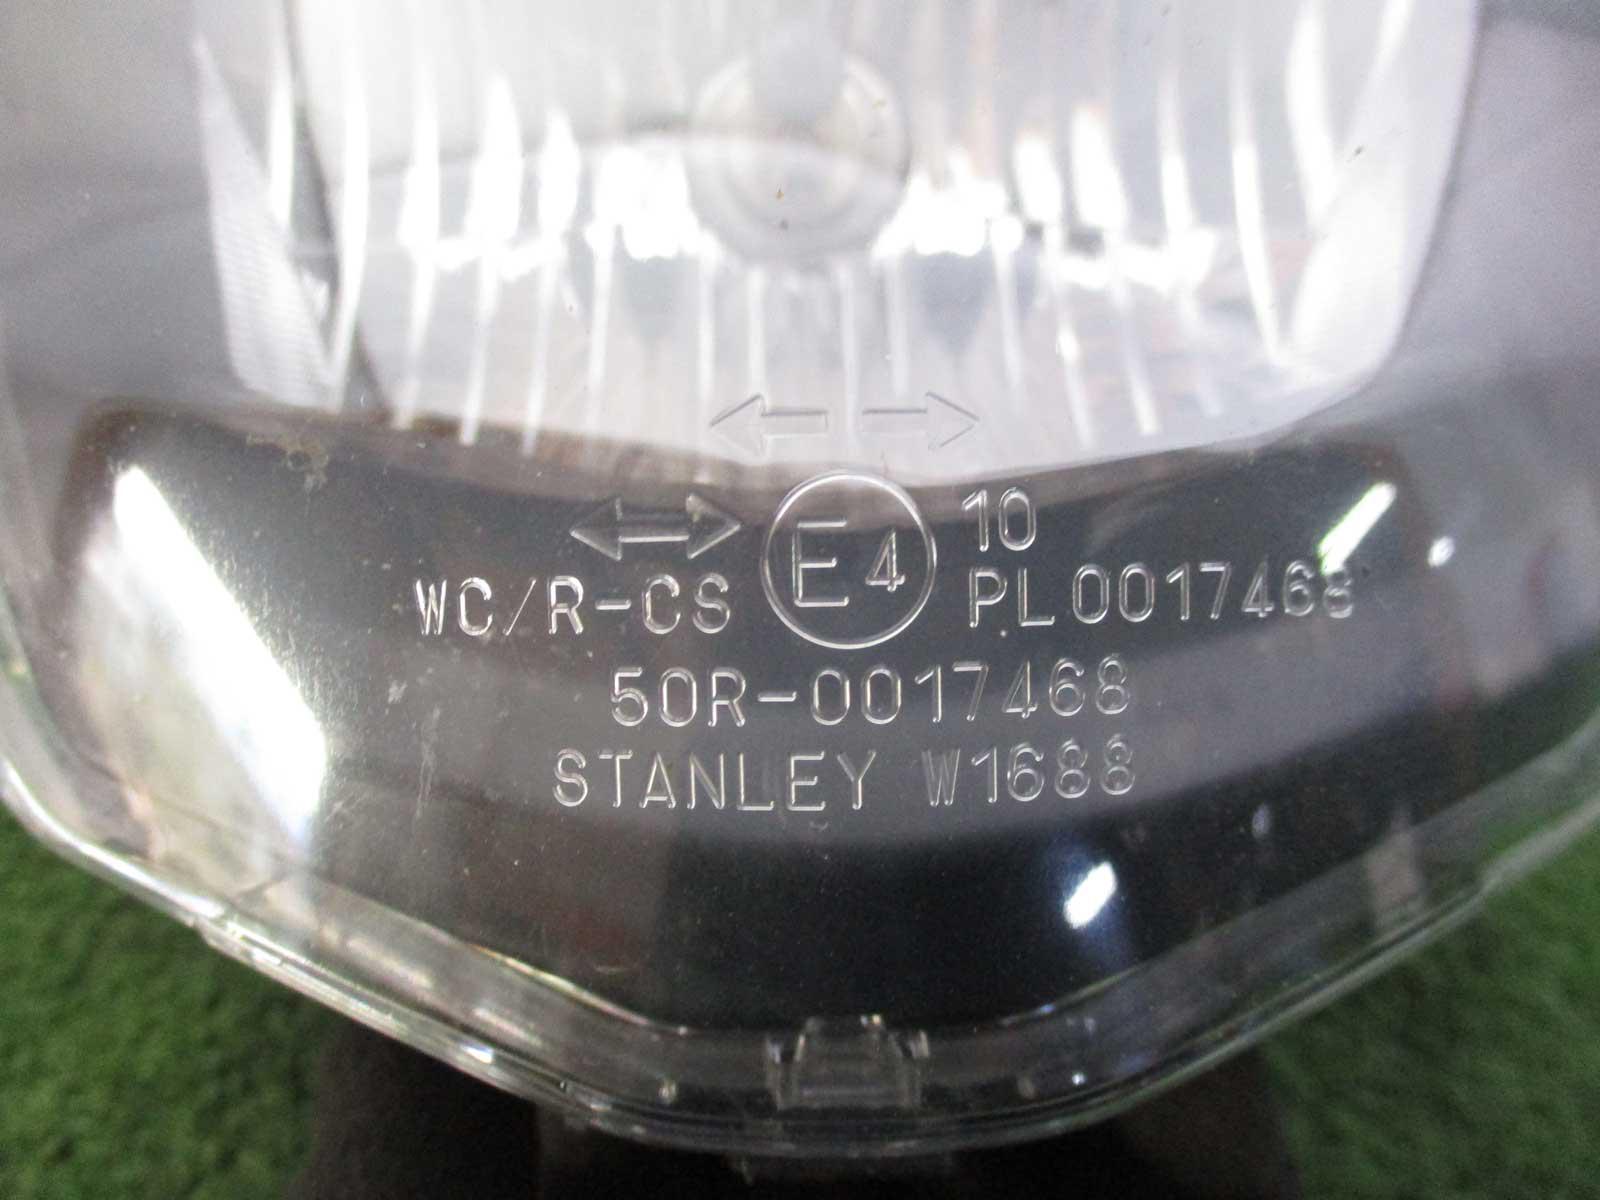 ← →
↔ E4 10
WC/R-CS PL0017468
50R-0017468
STANLEY W1688